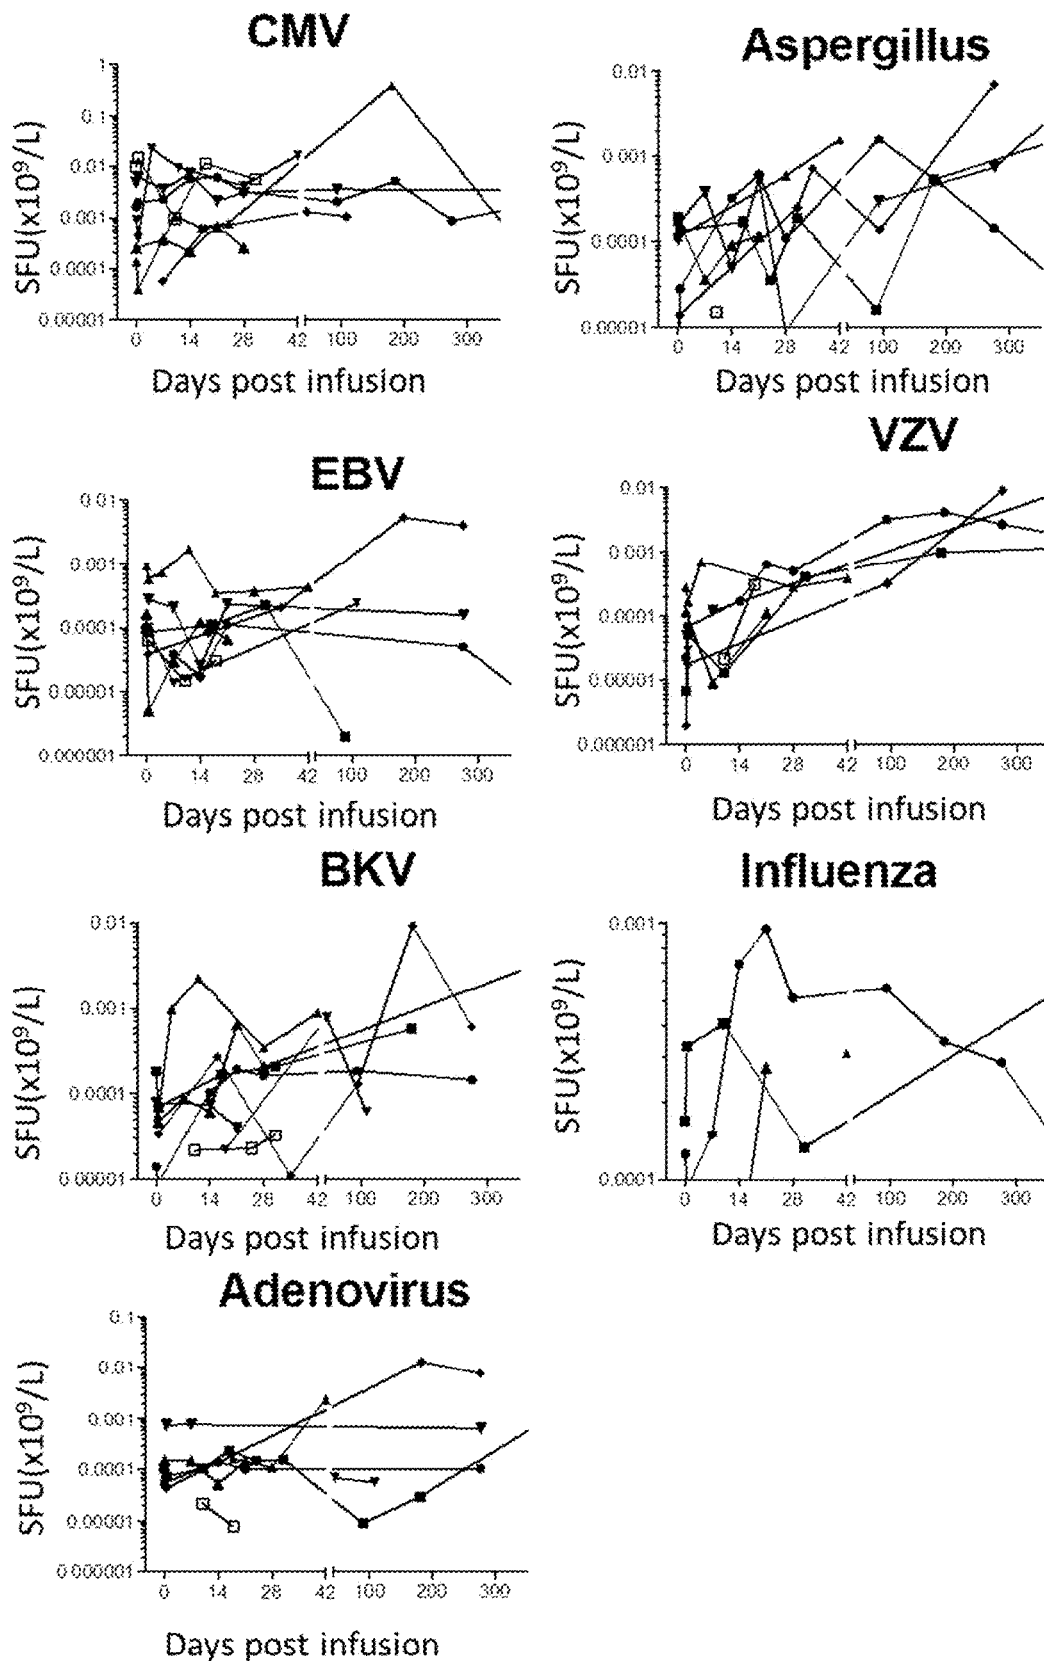 CMV
SFU(x10⁹/L)
1
0.1
0.01
0.001
0.0001
0.00001
0 14 28 42 100 200 300
Days post infusion
Aspergillus
SFU(x10⁹/L)
0.01
0.001
0.0001
0.00001
0 14 28 42 100 200 300
Days post infusion
EBV
SFU(x10⁹/L)
0.01
0.001
0.0001
0.00001
0.000001
0 14 28 42 100 200 300
Days post infusion
VZV
SFU(x10⁹/L)
0.01
0.001
0.0001
0.00001
0.000001
0 14 28 42 100 200 300
Days post infusion
BKV
SFU(x10⁹/L)
0.01
0.001
0.0001
0.00001
0 14 28 42 100 200 300
Days post infusion
Influenza
SFU(x10⁹/L)
0.001
0.0001
0 14 28 42 100 200 300
Days post infusion
Adenovirus
SFU(x10⁹/L)
0.1
0.01
0.001
0.0001
0.00001
0.000001
0 14 28 42 100 200 300
Days post infusion